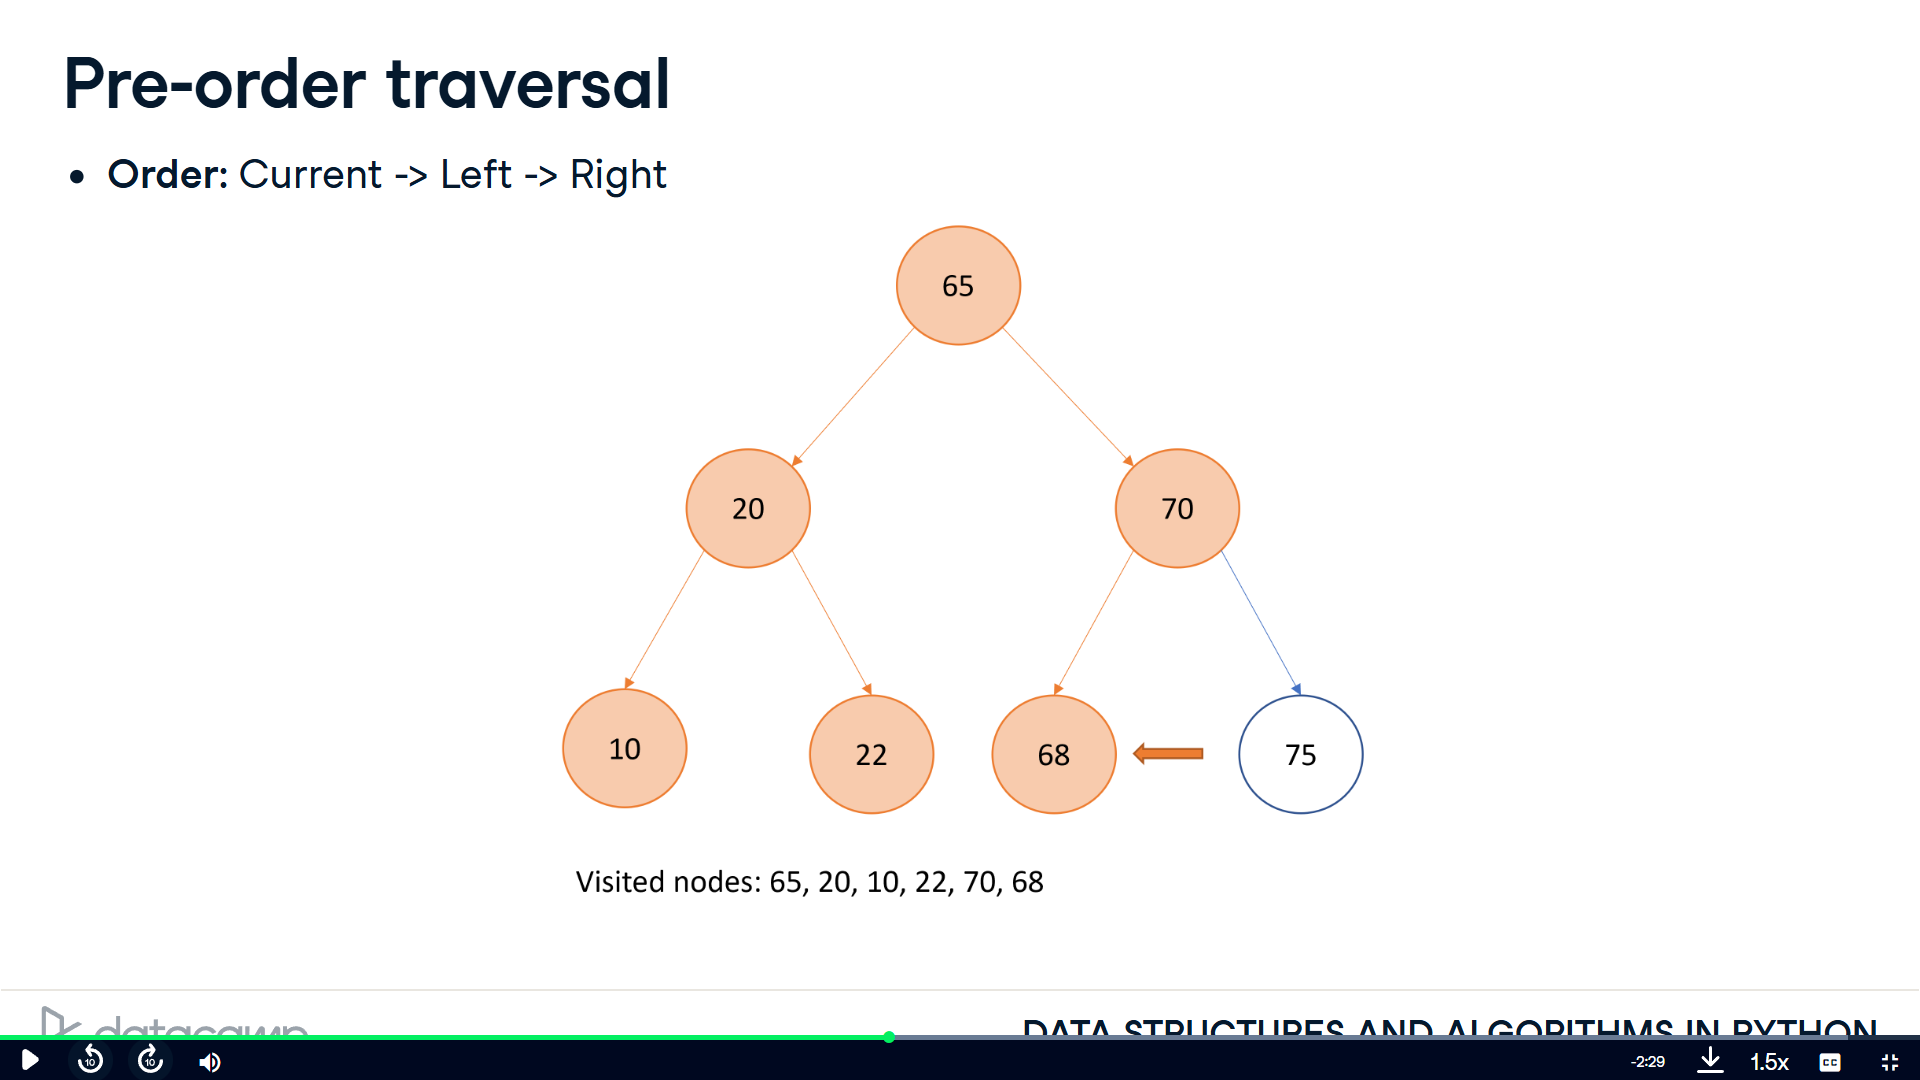 Pre-order traversal
• Order: Current -> Left -> Right
65
20
70
10
22
68
75
Visited nodes: 65, 20, 10, 22, 70, 68
datacamp
DATA STRUCTURES AND ALGORITHMS IN PYTHON
10
10
-2:29
1.5x
CC